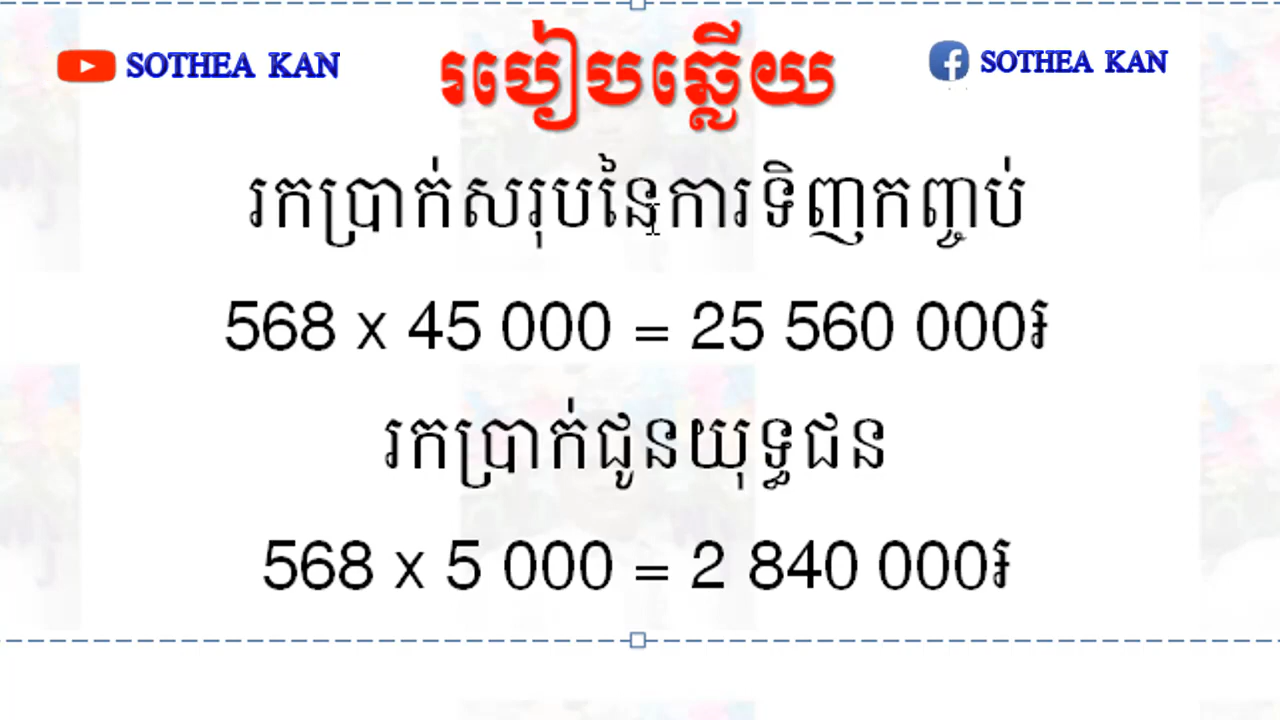 SOTHEA KAN
របៀបឆ្លើយ
SOTHEA KAN
រកប្រាក់សរុបនៃការទិញកញ្ចប់
568 x 45 000 = 25 560 000៛
រកប្រាក់ជូនយុទ្ធជន
568 x 5 000 = 2 840 000៛